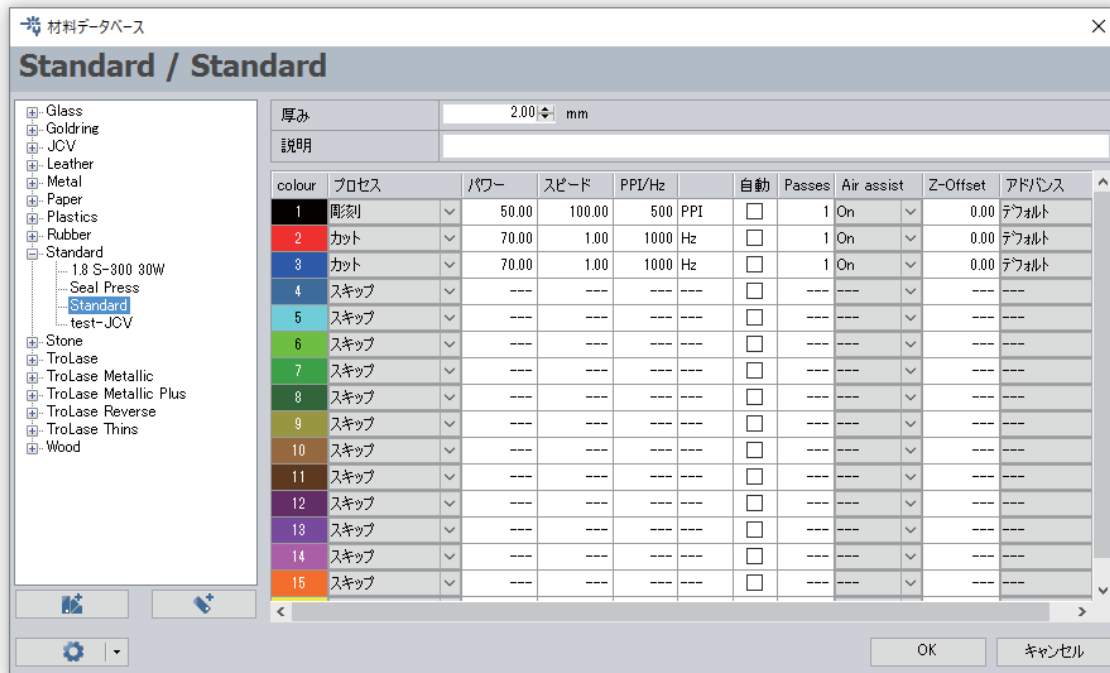 材料データベース
Standard / Standard
Glass
Goldring
JCV
Leather
Metal
Paper
Plastics
Rubber
Standard
1.8 S-300 30W
Seal Press
Standard
test-JCV
Stone
TroLase
TroLase Metallic
TroLase Metallic Plus
TroLase Reverse
TroLase Thins
Wood
厚み 2.00 mm
説明
colour プロセス パワー スピード PPI/Hz 自動 Passes Air assist Z-Offset アドバンス
1 彫刻 50.00 100.00 500 PPI 1 On 0.00 デフォルト
2 カット 70.00 1.00 1000 Hz 1 On 0.00 デフォルト
3 カット 70.00 1.00 1000 Hz 1 On 0.00 デフォルト
4 スキップ --- --- --- --- --- --- --- ---
5 スキップ --- --- --- --- --- --- --- ---
6 スキップ --- --- --- --- --- --- --- ---
7 スキップ --- --- --- --- --- --- --- ---
8 スキップ --- --- --- --- --- --- --- ---
9 スキップ --- --- --- --- --- --- --- ---
10 スキップ --- --- --- --- --- --- --- ---
11 スキップ --- --- --- --- --- --- --- ---
12 スキップ --- --- --- --- --- --- --- ---
13 スキップ --- --- --- --- --- --- --- ---
14 スキップ --- --- --- --- --- --- --- ---
15 スキップ --- --- --- --- --- --- --- ---
OK キャンセル